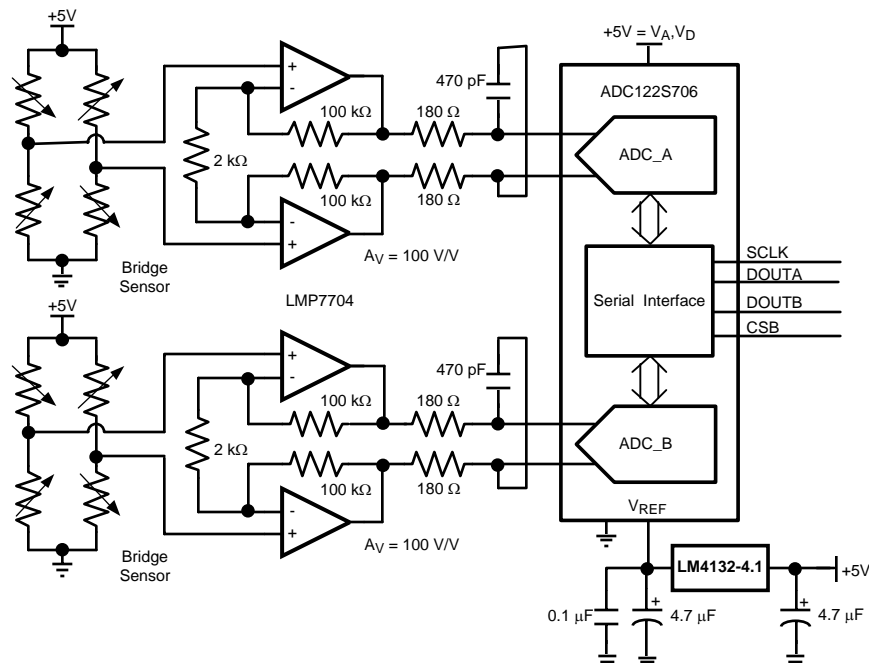 +5V
+5V = VA,VD
470 pF
ADC122S706
+
-
100 kΩ
180 Ω
ADC_A
2 kΩ
100 kΩ
180 Ω
-
+
AV = 100 V/V
Bridge
Sensor
SCLK
DOUTA
Serial Interface
DOUTB
CSB
LMP7704
+5V
+
-
470 pF
100 kΩ
180 Ω
ADC_B
2 kΩ
100 kΩ
180 Ω
-
+
VREF
AV = 100 V/V
Bridge
Sensor
LM4132-4.1
+5V
0.1 µF
+
4.7 µF
+
4.7 µF